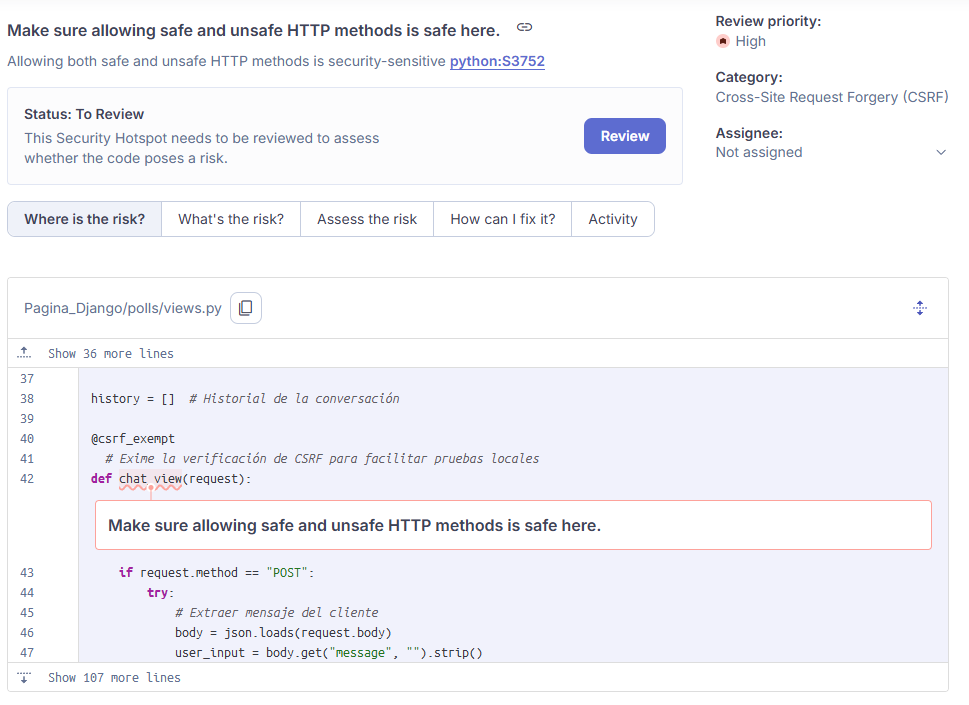 Make sure allowing safe and unsafe HTTP methods is safe here.
Allowing both safe and unsafe HTTP methods is security-sensitive python:S3752
Status: To Review
This Security Hotspot needs to be reviewed to assess
whether the code poses a risk.
Review
Review priority:
High
Category:
Cross-Site Request Forgery (CSRF)
Assignee:
Not assigned
Where is the risk?
What's the risk?
Assess the risk
How can I fix it?
Activity
Pagina_Django/polls/views.py
Show 36 more lines
37
38 history = []  # Historial de la conversación
39
40 @csrf_exempt
41   # Exime la verificación de CSRF para facilitar pruebas locales
42 def chat_view(request):
Make sure allowing safe and unsafe HTTP methods is safe here.
43     if request.method == "POST":
44         try:
45             # Extraer mensaje del cliente
46             body = json.loads(request.body)
47             user_input = body.get("message", "").strip()
Show 107 more lines